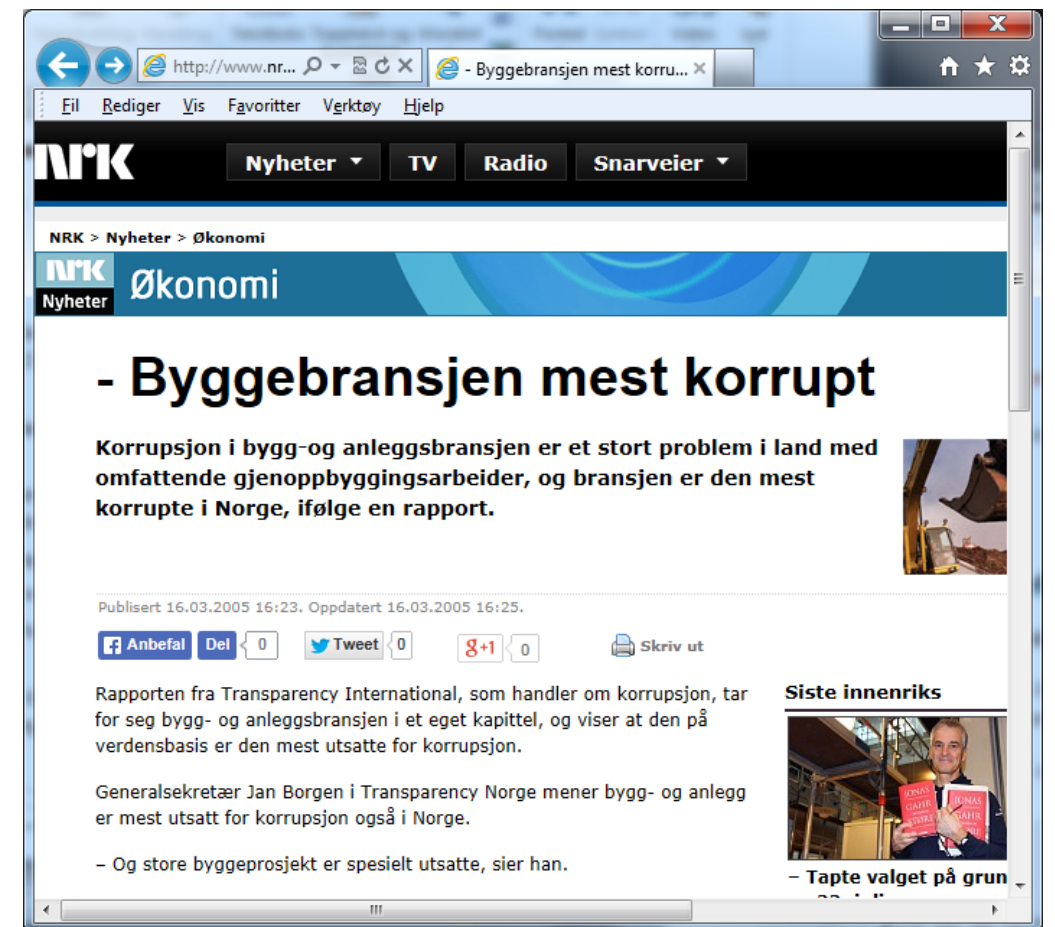 http://www.nr...
- Byggebransjen mest korru...
Fil Rediger Vis Favoritter Verktøy Hjelp
nrk Nyheter TV Radio Snarveier
NRK > Nyheter > Økonomi
nrk
Nyheter
Økonomi
- Byggebransjen mest korrupt
Korrupsjon i bygg-og anleggsbransjen er et stort problem i land med
omfattende gjenoppbyggingsarbeider, og bransjen er den mest
korrupte i Norge, ifølge en rapport.
Publisert 16.03.2005 16:23. Oppdatert 16.03.2005 16:25.
Anbefal Del 0 Tweet 0 g+1 0 Skriv ut
Rapporten fra Transparency International, som handler om korrupsjon, tar
for seg bygg- og anleggsbransjen i et eget kapittel, og viser at den på
verdensbasis er den mest utsatte for korrupsjon.
Generalsekretær Jan Borgen i Transparency Norge mener bygg- og anlegg
er mest utsatt for korrupsjon også i Norge.
– Og store byggeprosjekt er spesielt utsatte, sier han.
Siste innenriks
JONAS
GAHR
STØRE
JONAS
GAHR
– Tapte valget på grun